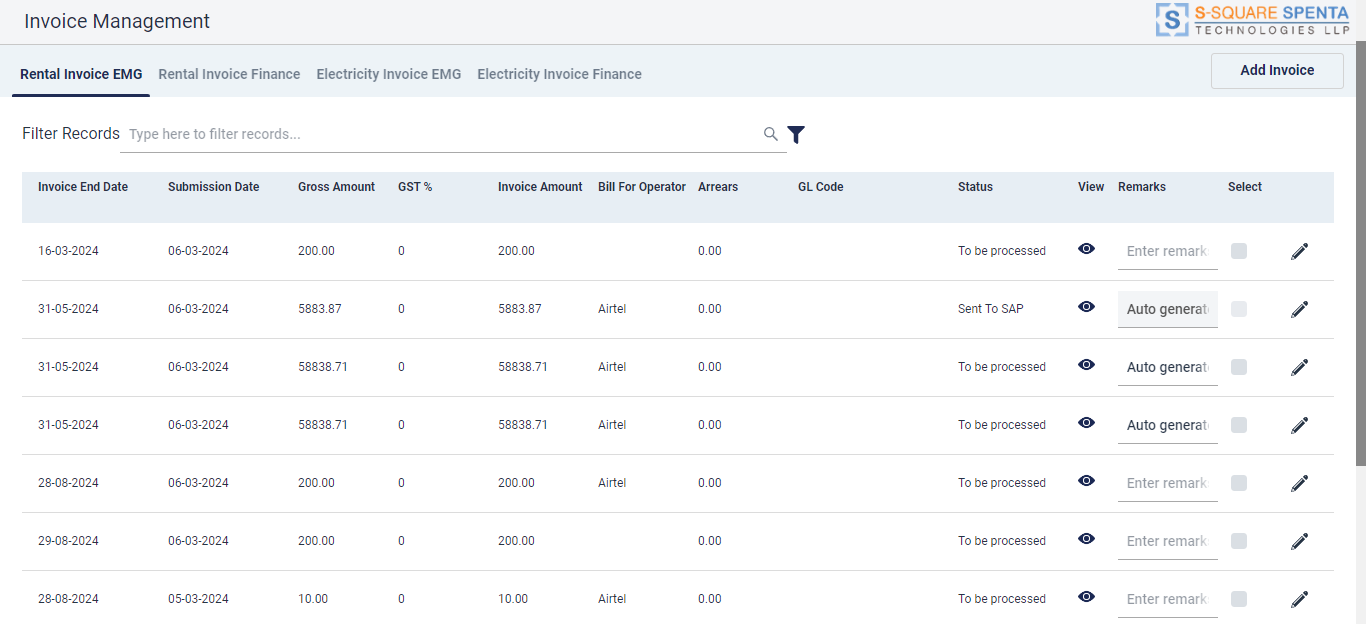 Invoice Management
S
S-SQUARE SPENTA
TECHNOLOGIES LLP
Rental Invoice EMG Rental Invoice Finance Electricity Invoice EMG Electricity Invoice Finance Add Invoice
Filter Records Type here to filter records...
Invoice End Date Submission Date Gross Amount GST % Invoice Amount Bill For Operator Arrears GL Code Status View Remarks Select
16-03-2024 06-03-2024 200.00 0 200.00 0.00 To be processed Enter remark
31-05-2024 06-03-2024 5883.87 0 5883.87 Airtel 0.00 Sent To SAP Auto generat
31-05-2024 06-03-2024 58838.71 0 58838.71 Airtel 0.00 To be processed Auto generat
31-05-2024 06-03-2024 58838.71 0 58838.71 Airtel 0.00 To be processed Auto generat
28-08-2024 06-03-2024 200.00 0 200.00 Airtel 0.00 To be processed Enter remark
29-08-2024 06-03-2024 200.00 0 200.00 0.00 To be processed Enter remark
28-08-2024 05-03-2024 10.00 0 10.00 Airtel 0.00 To be processed Enter remark